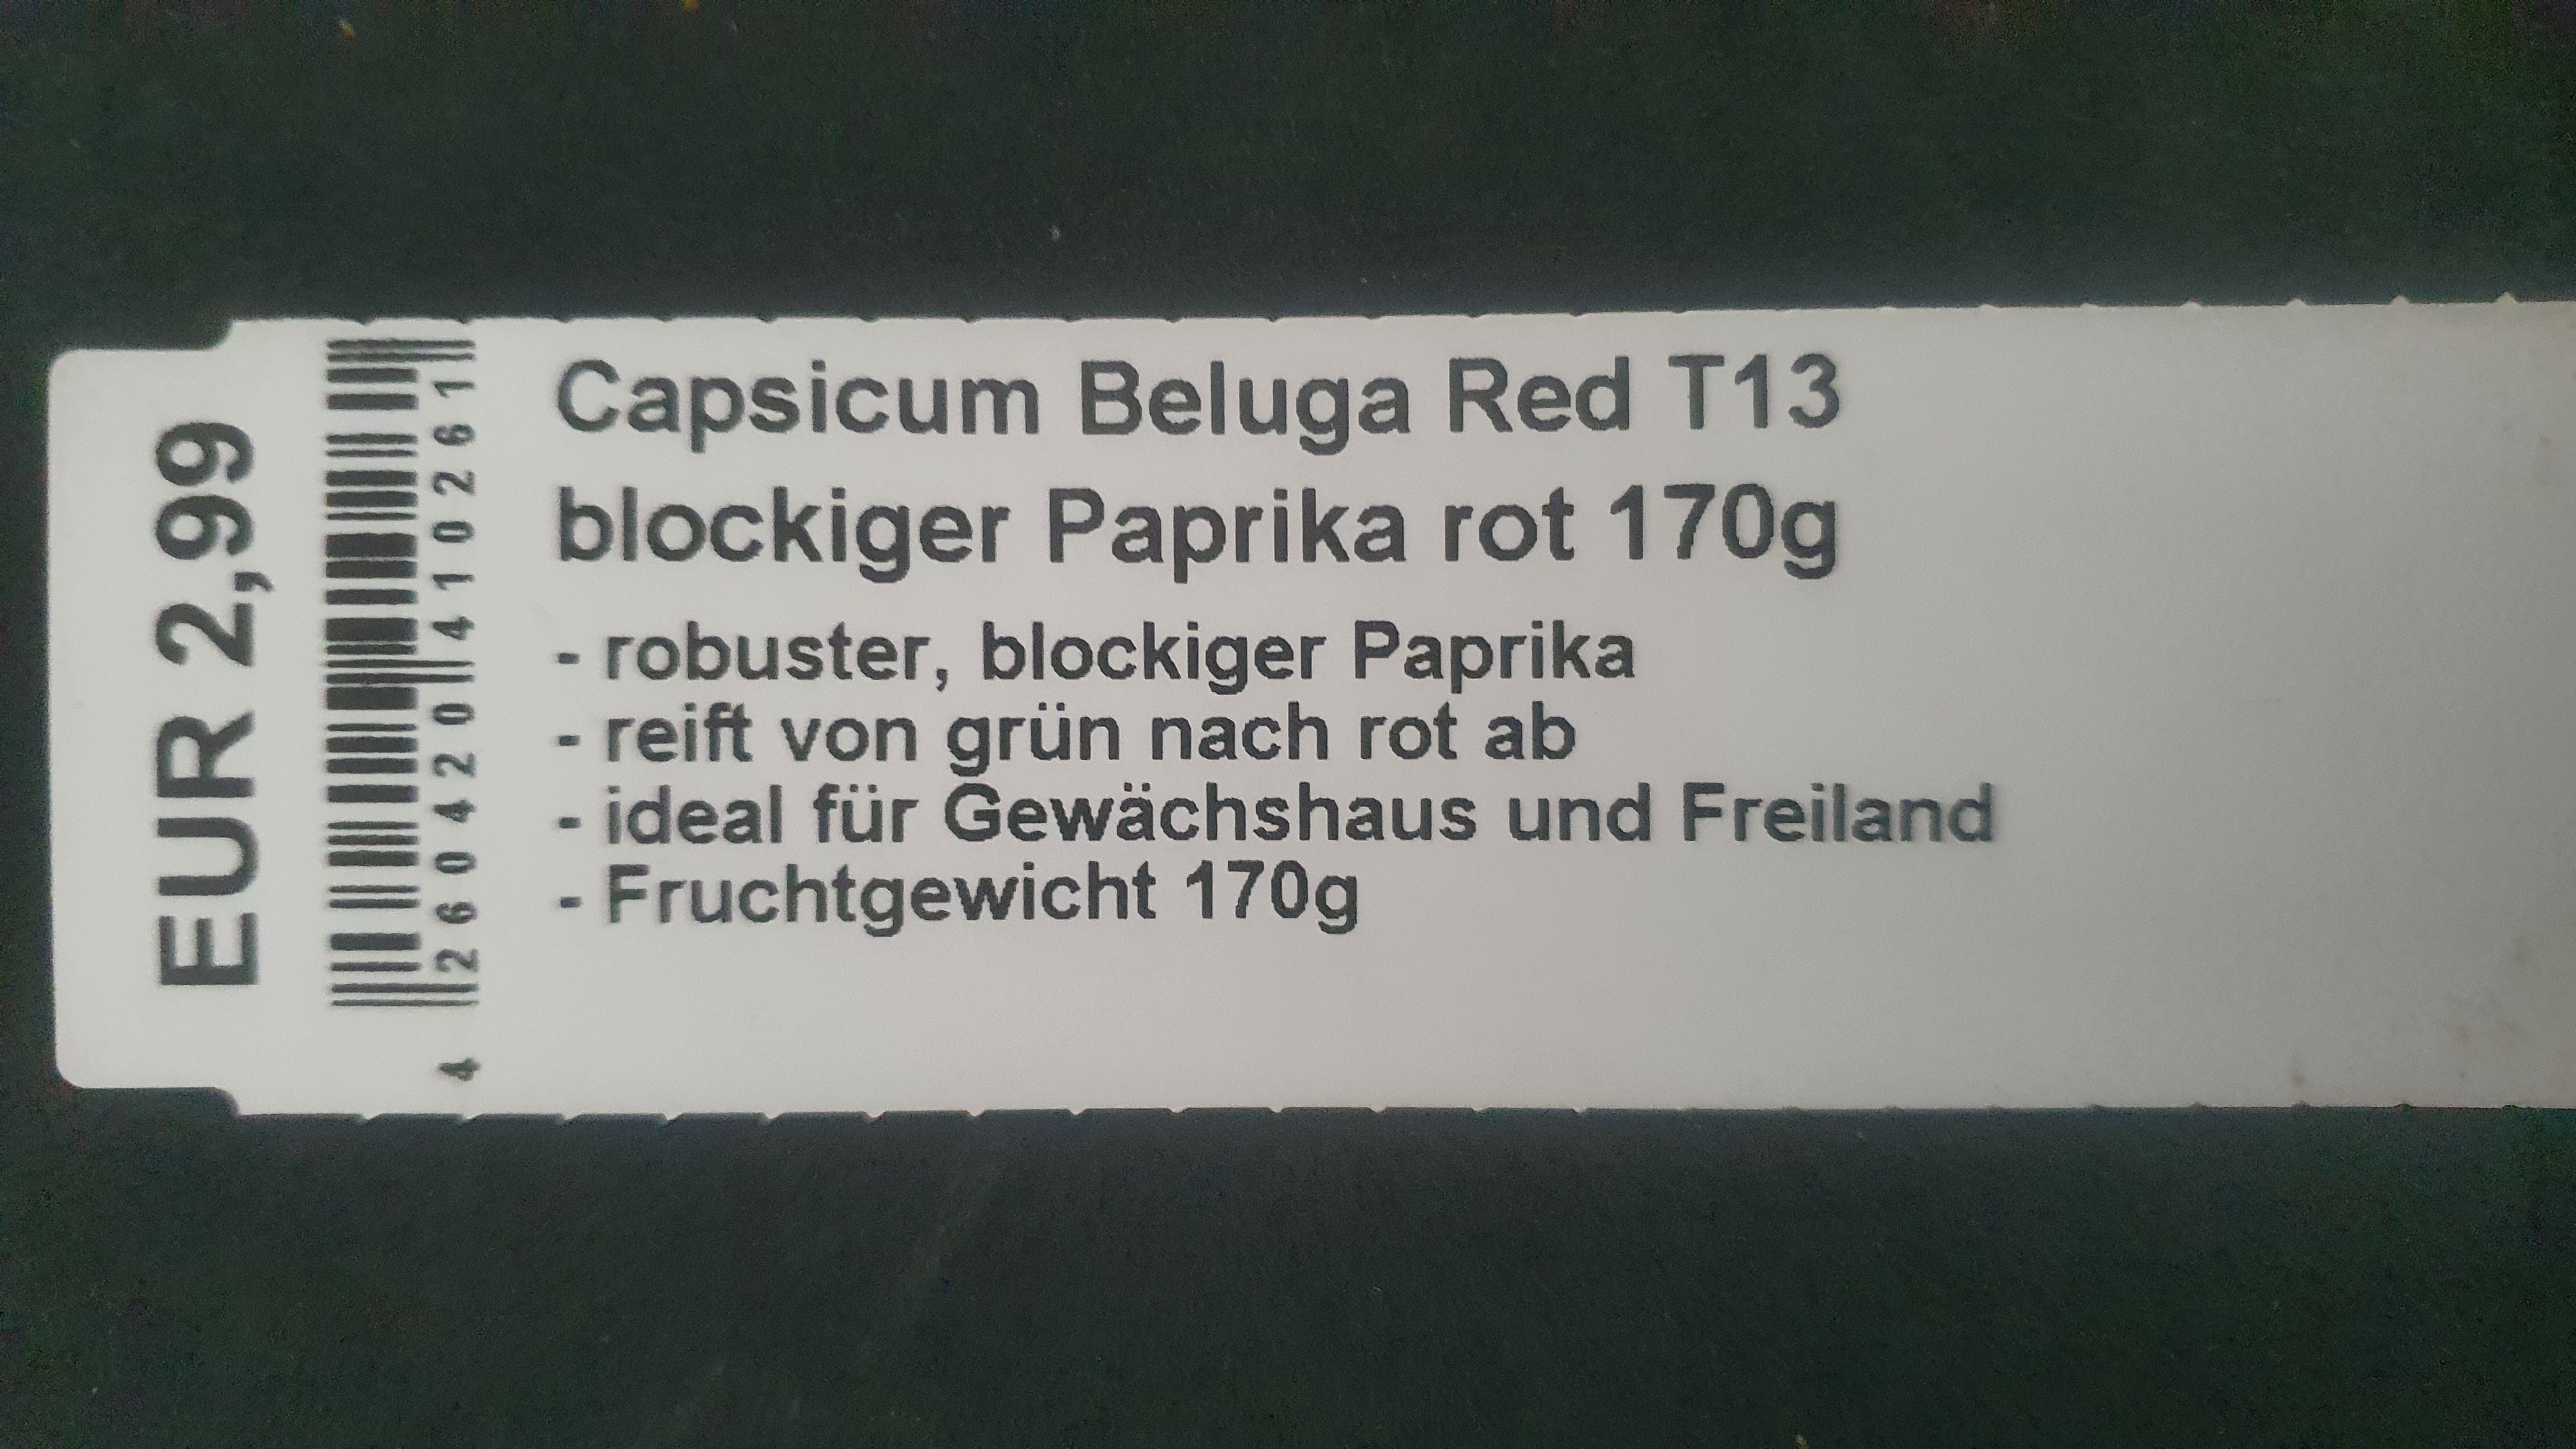 EUR 2,99
4 260420 410261
Capsicum Beluga Red T13
blockiger Paprika rot 170g
- robuster, blockiger Paprika
- reift von grün nach rot ab
- ideal für Gewächshaus und Freiland
- Fruchtgewicht 170g